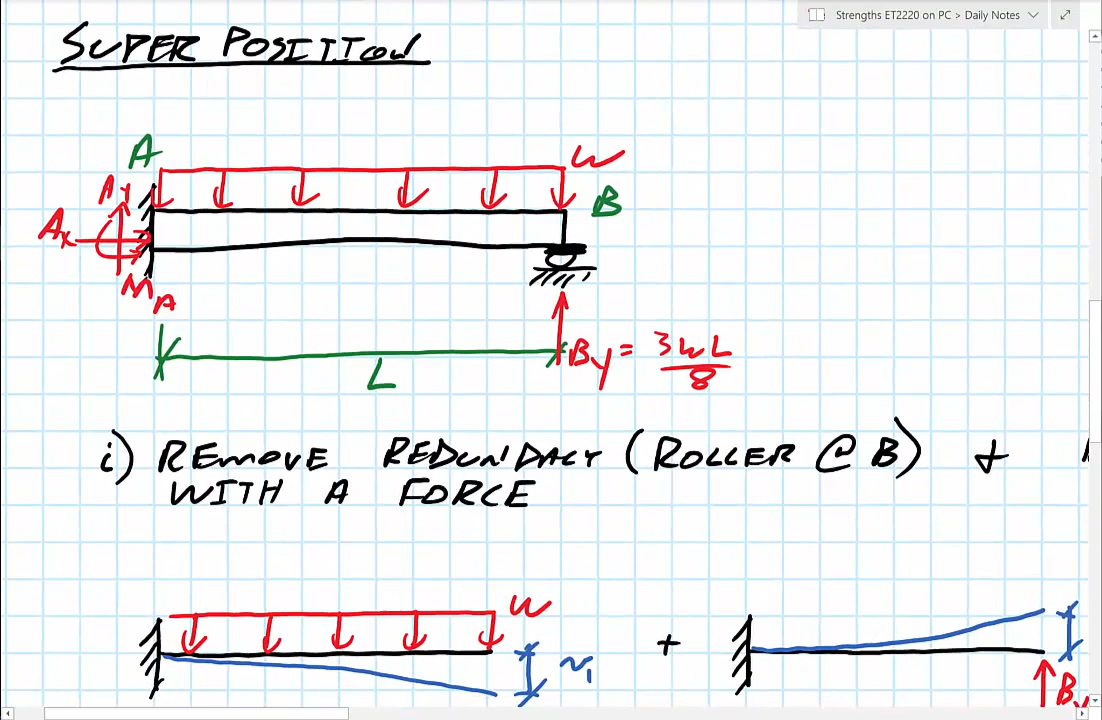 Strengths ET2220 on PC > Daily Notes
SUPER POSITION
A
W
B
Ay
Ax
MA
By = 3wL/8
L
i) REMOVE REDUNDACY (ROLLER @ B) +
WITH A FORCE
W
v1
+
By